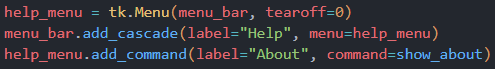 help_menu = tk.Menu(menu_bar, tearoff=0)
menu_bar.add_cascade(label="Help", menu=help_menu)
help_menu.add_command(label="About", command=show_about)